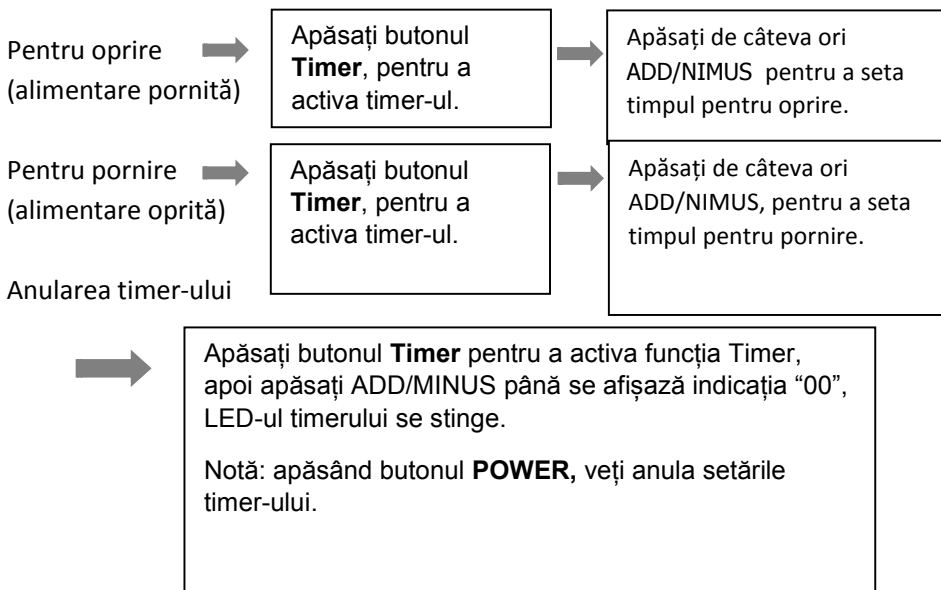 Pentru oprire
(alimentare pornită)
Apăsați butonul
Timer, pentru a
activa timer-ul.
Apăsați de câteva ori
ADD/NIMUS pentru a seta
timpul pentru oprire.
Pentru pornire
(alimentare oprită)
Apăsați butonul
Timer, pentru a
activa timer-ul.
Apăsați de câteva ori
ADD/NIMUS, pentru a seta
timpul pentru pornire.
Anularea timer-ului
Apăsați butonul Timer pentru a activa funcția Timer,
apoi apăsați ADD/MINUS până se afișază indicația “00”,
LED-ul timerului se stinge.
Notă: apăsând butonul POWER, veți anula setările
timer-ului.